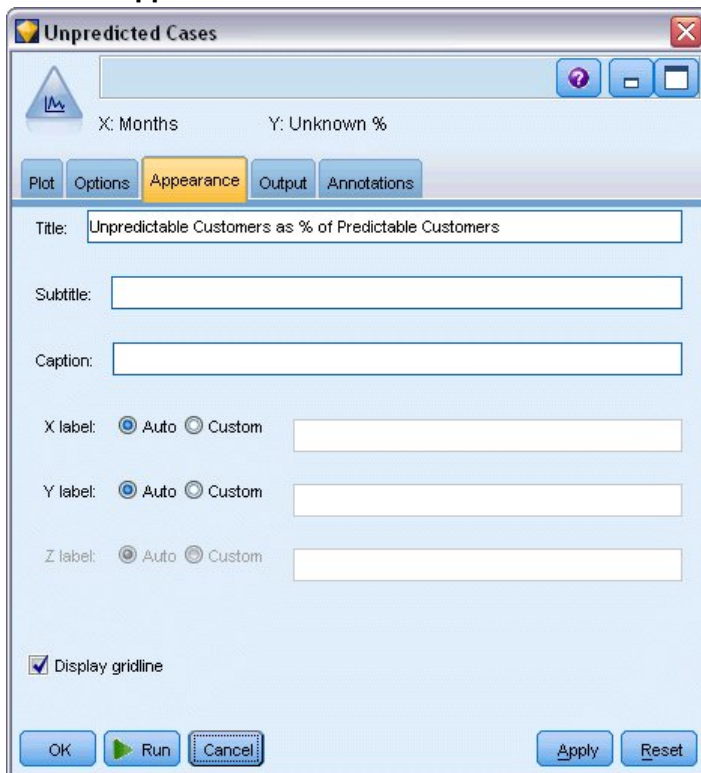 Unpredicted Cases
X: Months Y: Unknown %
Plot Options Appearance Output Annotations
Title: Unpredictable Customers as % of Predictable Customers
Subtitle:
Caption:
X label: Auto Custom
Y label: Auto Custom
Z label: Auto Custom
Display gridline
OK Run Cancel Apply Reset